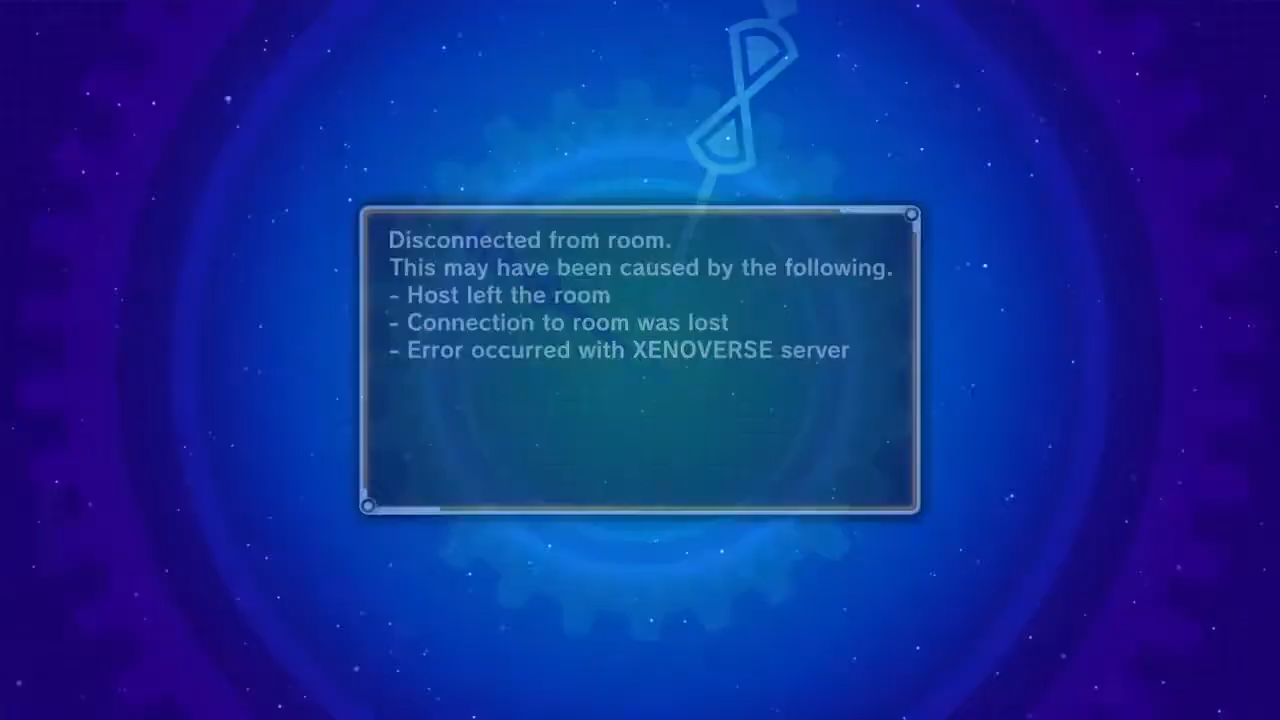 Disconnected from room.
This may have been caused by the following.
- Host left the room
- Connection to room was lost
- Error occurred with XENOVERSE server